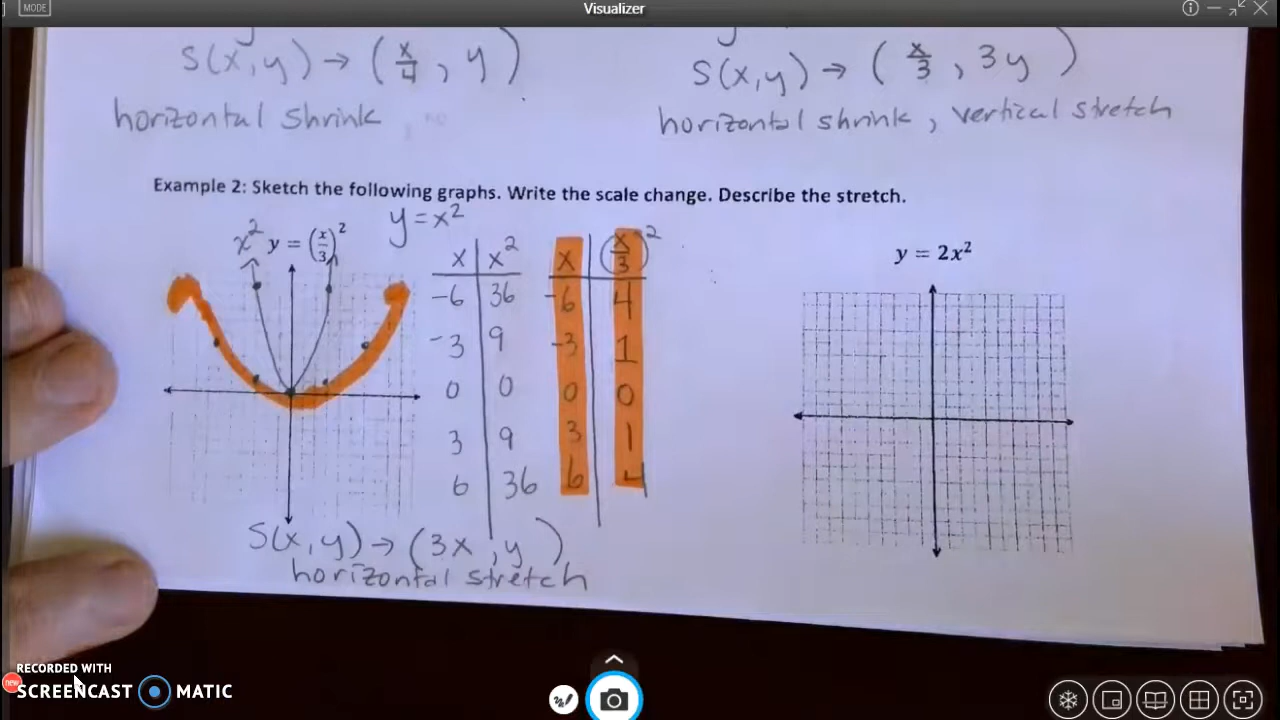 MODE
Visualizer
S(x,y) → (x/4, y)
S(x,y) → (x/3, 3y)
horizontal shrink
horizontal shrink, vertical stretch
Example 2: Sketch the following graphs. Write the scale change. Describe the stretch.
x² y = (x/3)²
y = x²
y = 2x²
x | x²
-6 | 36
-3 | 9
0 | 0
3 | 9
6 | 36
x | (x/3)²
-6 | 4
-3 | 1
0 | 0
3 | 1
6 | 4
S(x,y) → (3x, y)
horizontal stretch
RECORDED WITH
new
SCREENCAST MATIC